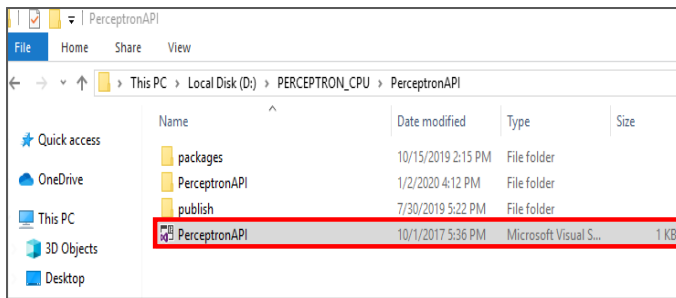 PerceptronAPI
File Home Share View
This PC > Local Disk (D:) > PERCEPTRON_CPU > PerceptronAPI
Name Date modified Type Size
Quick access
packages 10/15/2019 2:15 PM File folder
OneDrive
PerceptronAPI 1/2/2020 4:12 PM File folder
publish 7/30/2019 5:22 PM File folder
This PC
PerceptronAPI 10/1/2017 5:36 PM Microsoft Visual S... 1 KB
3D Objects
Desktop